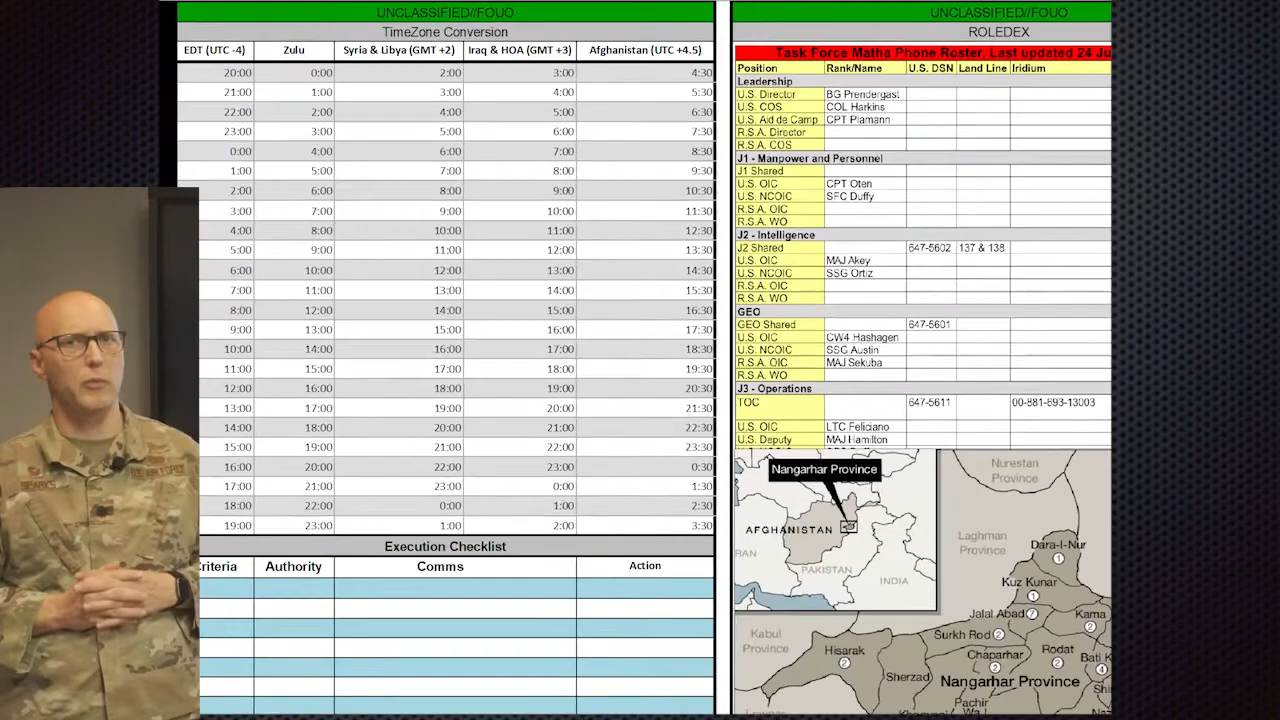 UNCLASSIFIED//FOUO
TimeZone Conversion
EDT (UTC -4) Zulu Syria & Libya (GMT +2) Iraq & HOA (GMT +3) Afghanistan (UTC +4.5)
20:00 0:00 2:00 3:00 4:30
21:00 1:00 3:00 4:00 5:30
22:00 2:00 4:00 5:00 6:30
23:00 3:00 5:00 6:00 7:30
0:00 4:00 6:00 7:00 8:30
1:00 5:00 7:00 8:00 9:30
2:00 6:00 8:00 9:00 10:30
3:00 7:00 9:00 10:00 11:30
4:00 8:00 10:00 11:00 12:30
5:00 9:00 11:00 12:00 13:30
6:00 10:00 12:00 13:00 14:30
7:00 11:00 13:00 14:00 15:30
8:00 12:00 14:00 15:00 16:30
9:00 13:00 15:00 16:00 17:30
10:00 14:00 16:00 17:00 18:30
11:00 15:00 17:00 18:00 19:30
12:00 16:00 18:00 19:00 20:30
13:00 17:00 19:00 20:00 21:30
14:00 18:00 20:00 21:00 22:30
15:00 19:00 21:00 22:00 23:30
16:00 20:00 22:00 23:00 0:30
17:00 21:00 23:00 0:00 1:30
18:00 22:00 0:00 1:00 2:30
19:00 23:00 1:00 2:00 3:30
Execution Checklist
Criteria Authority Comms Action
UNCLASSIFIED//FOUO
ROLEDEX
Task Force Matha Phone Roster, Last updated 24 Ju
Position Rank/Name U.S. DSN Land Line Iridium
Leadership
U.S. Director BG Prendergast
U.S. COS COL Harkins
U.S. Aid de Camp CPT Plamann
R.S.A. Director
R.S.A. COS
J1 - Manpower and Personnel
J1 Shared
U.S. OIC CPT Oten
U.S. NCOIC SFC Duffy
R.S.A. OIC
R.S.A. WO
J2 - Intelligence
J2 Shared 647-5602 137 & 138
U.S. OIC MAJ Akey
U.S. NCOIC SSG Ortiz
R.S.A. OIC
R.S.A. WO
GEO
GEO Shared 647-5601
U.S. OIC CW4 Hashagen
U.S. NCOIC SSG Austin
R.S.A. OIC MAJ Sekuba
R.S.A. WO
J3 - Operations
TOC 647-5611 00-881-693-13003
U.S. OIC LTC Feliciano
U.S. Deputy MAJ Hamilton
Nangarhar Province
AFGHANISTAN
RAN
PAKISTAN
INDIA
Nurestan
Province
Laghman
Province
Dara-I-Nur
1
Kuz Kunar
1
Jalal Abad 7
Kama
2
Surkh Rod 2
Kabul
Province
Hisarak
2
Chaparhar
2
Rodat
2
Bati K
4
Sherzad
Nangarhar Province
Pachir
SPARKS
U.S. AIR FORCE